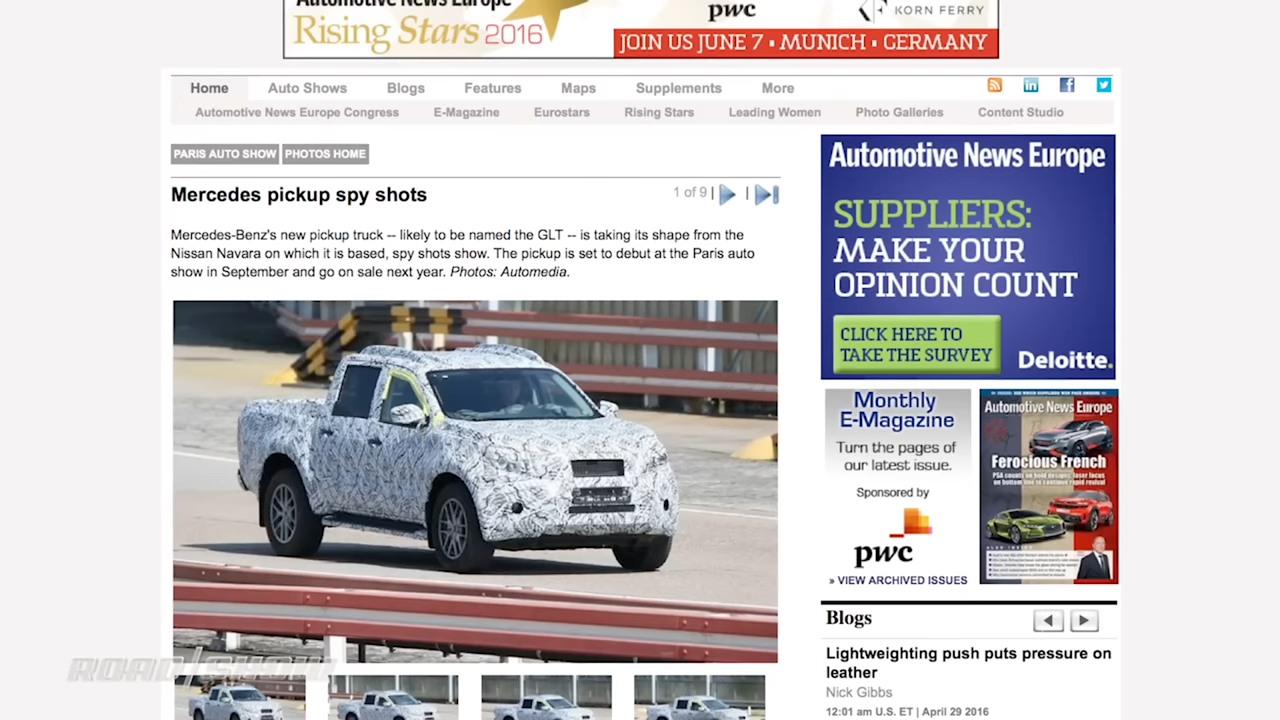 Automotive News Europe
Rising Stars 2016
pwc
KORN FERRY
JOIN US JUNE 7 ▪ MUNICH ▪ GERMANY
Home
Auto Shows
Blogs
Features
Maps
Supplements
More
Automotive News Europe Congress
E-Magazine
Eurostars
Rising Stars
Leading Women
Photo Galleries
Content Studio
PARIS AUTO SHOW
PHOTOS HOME
Mercedes pickup spy shots
1 of 9 | |
Mercedes-Benz's new pickup truck -- likely to be named the GLT -- is taking its shape from the
Nissan Navara on which it is based, spy shots show. The pickup is set to debut at the Paris auto
show in September and go on sale next year. Photos: Automedia.
Automotive News Europe
SUPPLIERS:
MAKE YOUR
OPINION COUNT
CLICK HERE TO
TAKE THE SURVEY
Deloitte.
Monthly
E-Magazine
Turn the pages of
our latest issue.
Sponsored by
pwc
» VIEW ARCHIVED ISSUES
Automotive News Europe
Ferocious French
Blogs
Lightweighting push puts pressure on
leather
Nick Gibbs
12:01 am U.S. ET | April 29 2016
ROAD/SHOW